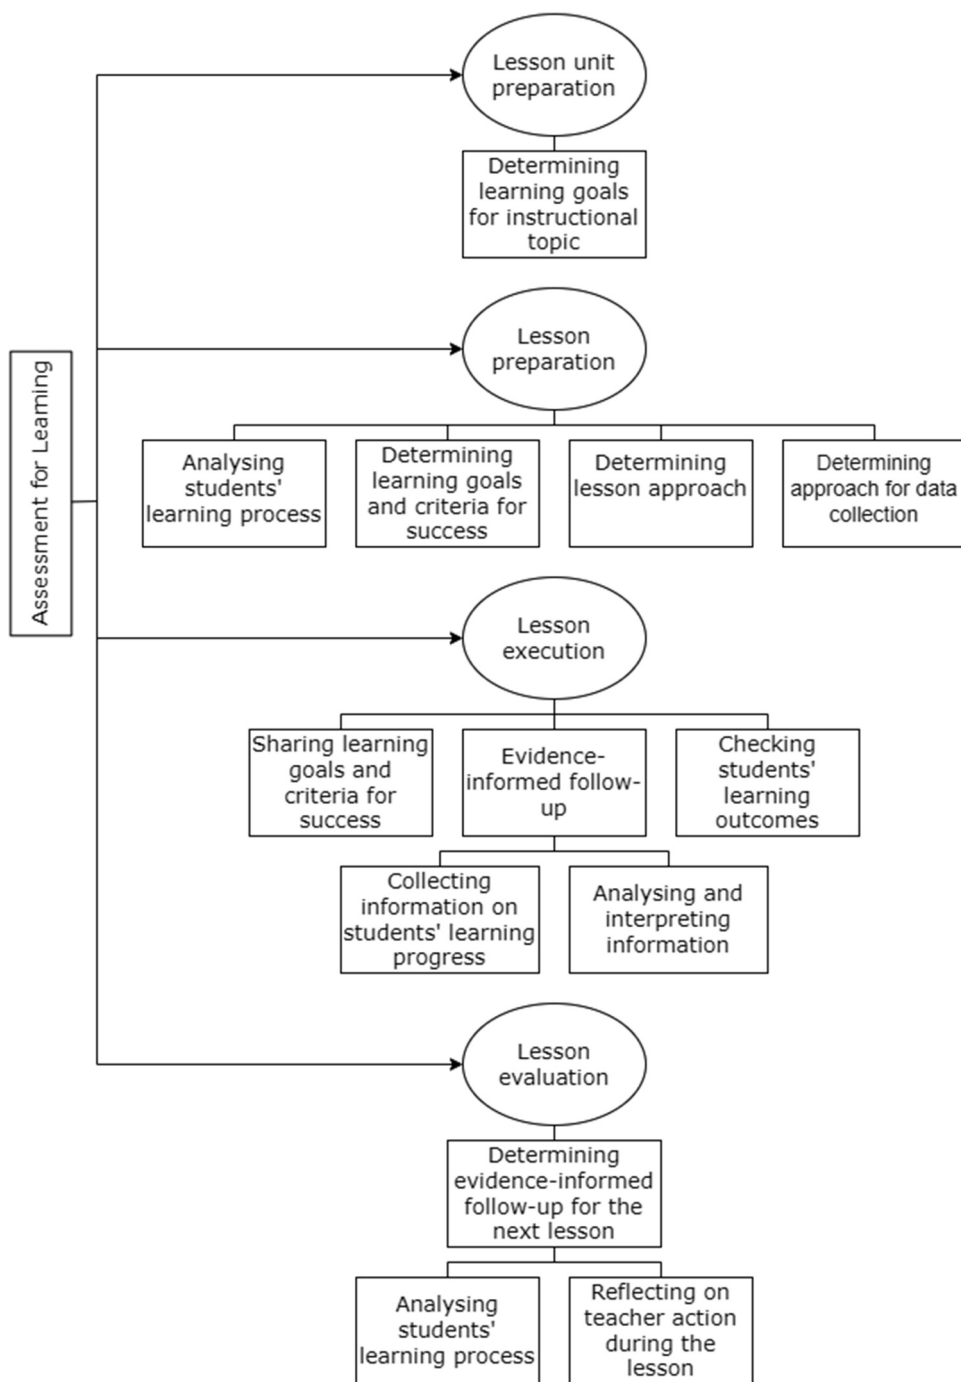 Lesson unit
preparation
Determining
learning goals
for instructional
topic
Assessment for Learning
Lesson
preparation
Analysing
students'
learning process
Determining
learning goals
and criteria for
success
Determining
lesson approach
Determining
approach for data
collection
Lesson
execution
Sharing learning
goals and
criteria for
success
Evidence-
informed follow-
up
Checking
students'
learning
outcomes
Collecting
information on
students' learning
progress
Analysing and
interpreting
information
Lesson
evaluation
Determining
evidence-informed
follow-up for the
next lesson
Analysing
students'
learning process
Reflecting on
teacher action
during the
lesson